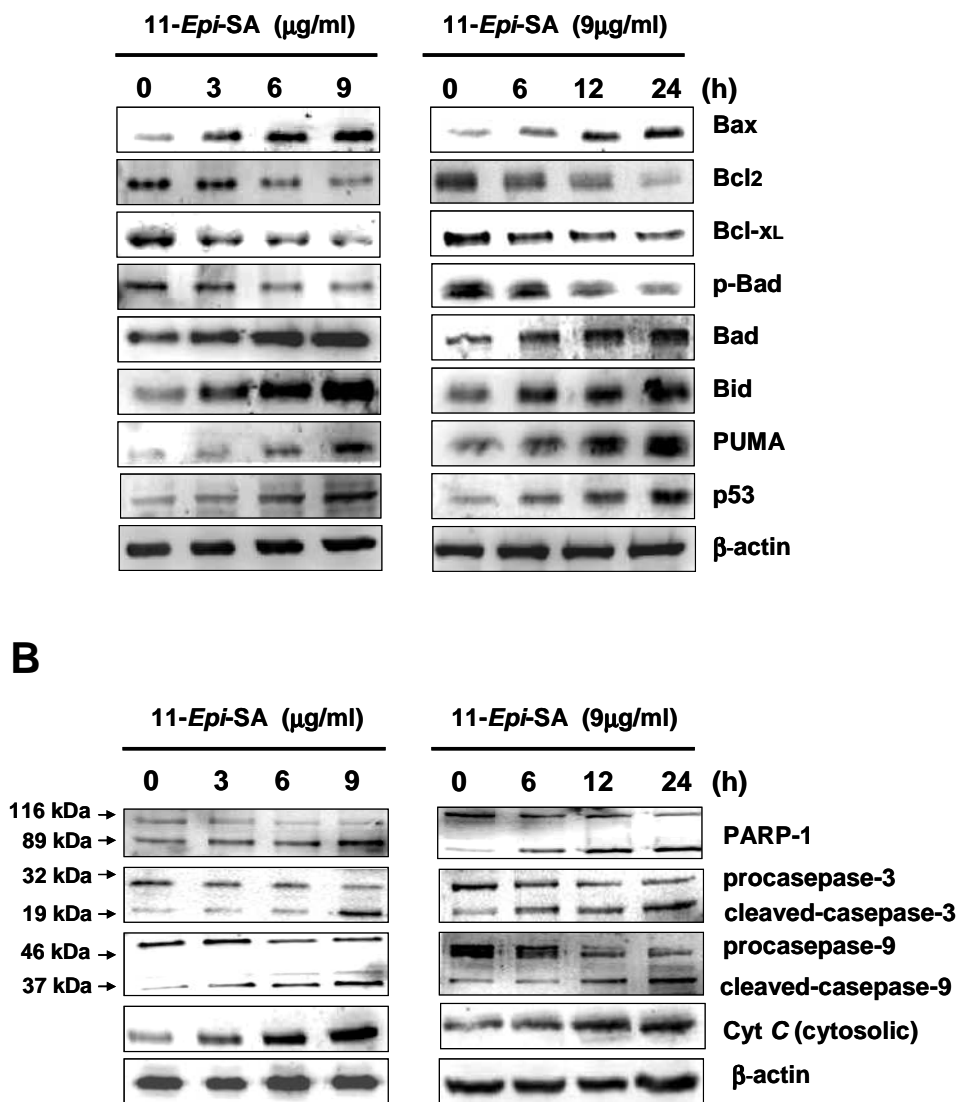 11-Epi-SA (µg/ml) 11-Epi-SA (9µg/ml)
0 3 6 9 0 6 12 24 (h)
Bax
Bcl2
Bcl-xL
p-Bad
Bad
Bid
PUMA
p53
β-actin
B
11-Epi-SA (µg/ml) 11-Epi-SA (9µg/ml)
0 3 6 9 0 6 12 24 (h)
116 kDa
89 kDa
PARP-1
32 kDa
procasepase-3
19 kDa
cleaved-casepase-3
46 kDa
procasepase-9
37 kDa
cleaved-casepase-9
Cyt C (cytosolic)
β-actin